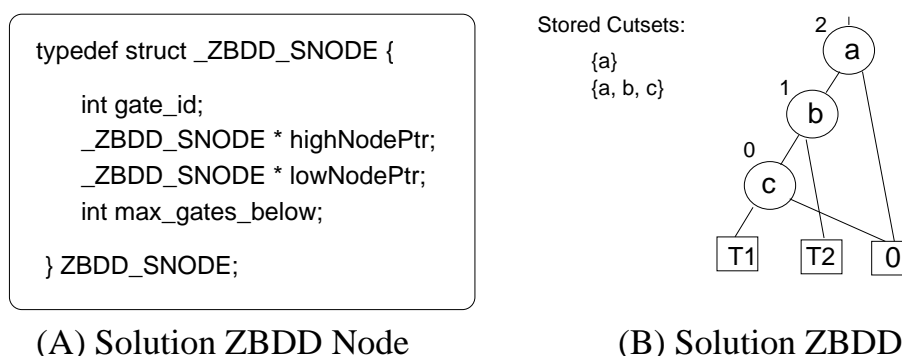 typedef struct _ZBDD_SNODE {
int gate_id;
_ZBDD_SNODE * highNodePtr;
_ZBDD_SNODE * lowNodePtr;
int max_gates_below;
} ZBDD_SNODE;
(A) Solution ZBDD Node
Stored Cutsets:
{a}
{a, b, c}
2
a
1
b
0
c
T1 T2 0
(B) Solution ZBDD